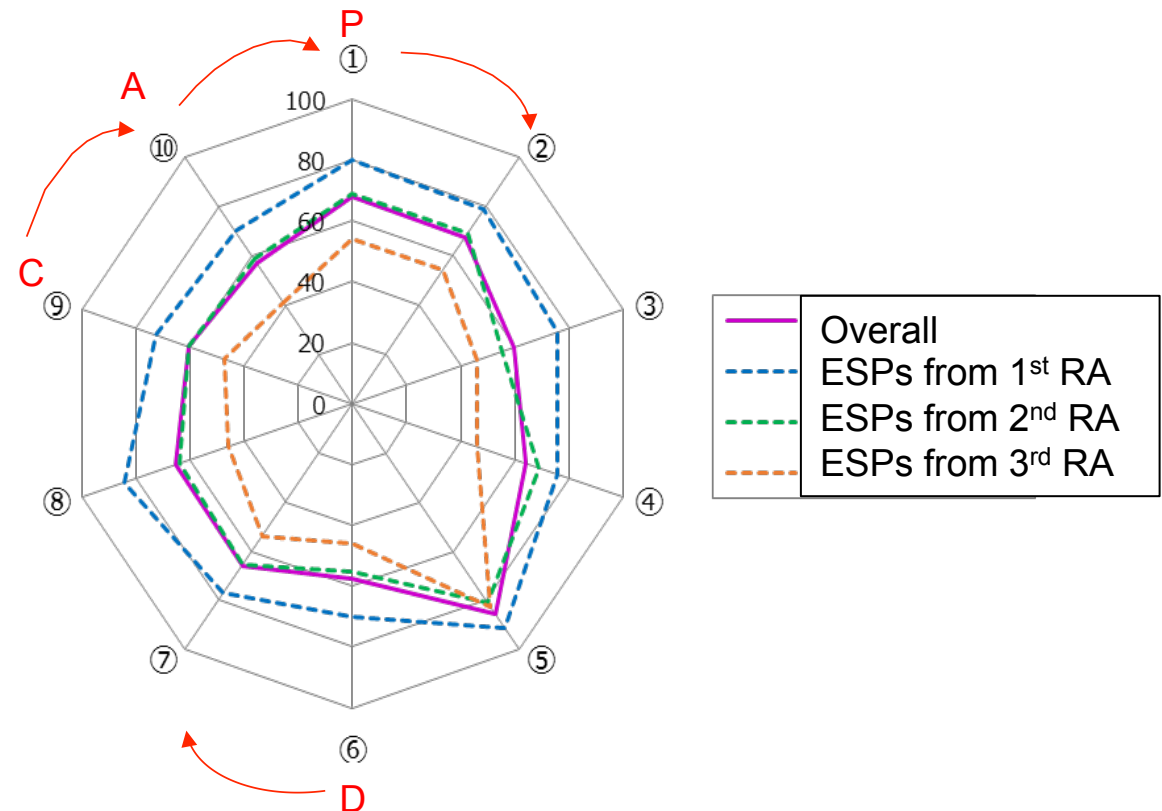 P
①
A
100
⑩
②
80
60
C
40
⑨
③
20
0
⑧
④
⑦
⑤
⑥
D
Overall
ESPs from 1st RA
ESPs from 2nd RA
ESPs from 3rd RA